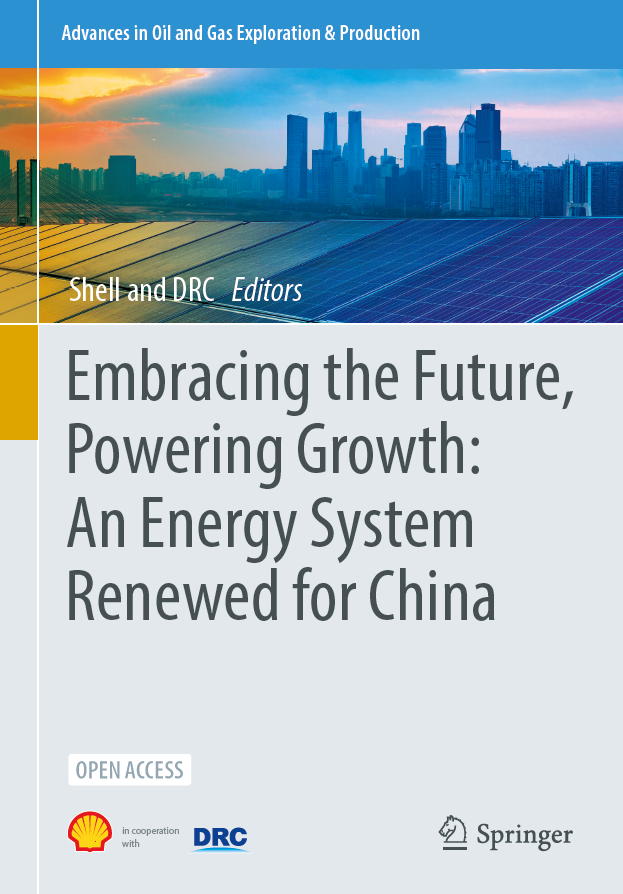 Advances in Oil and Gas Exploration & Production
Shell and DRC Editors
Embracing the Future,
Powering Growth:
An Energy System
Renewed for China
OPEN ACCESS
in cooperation
with
DRC
Springer